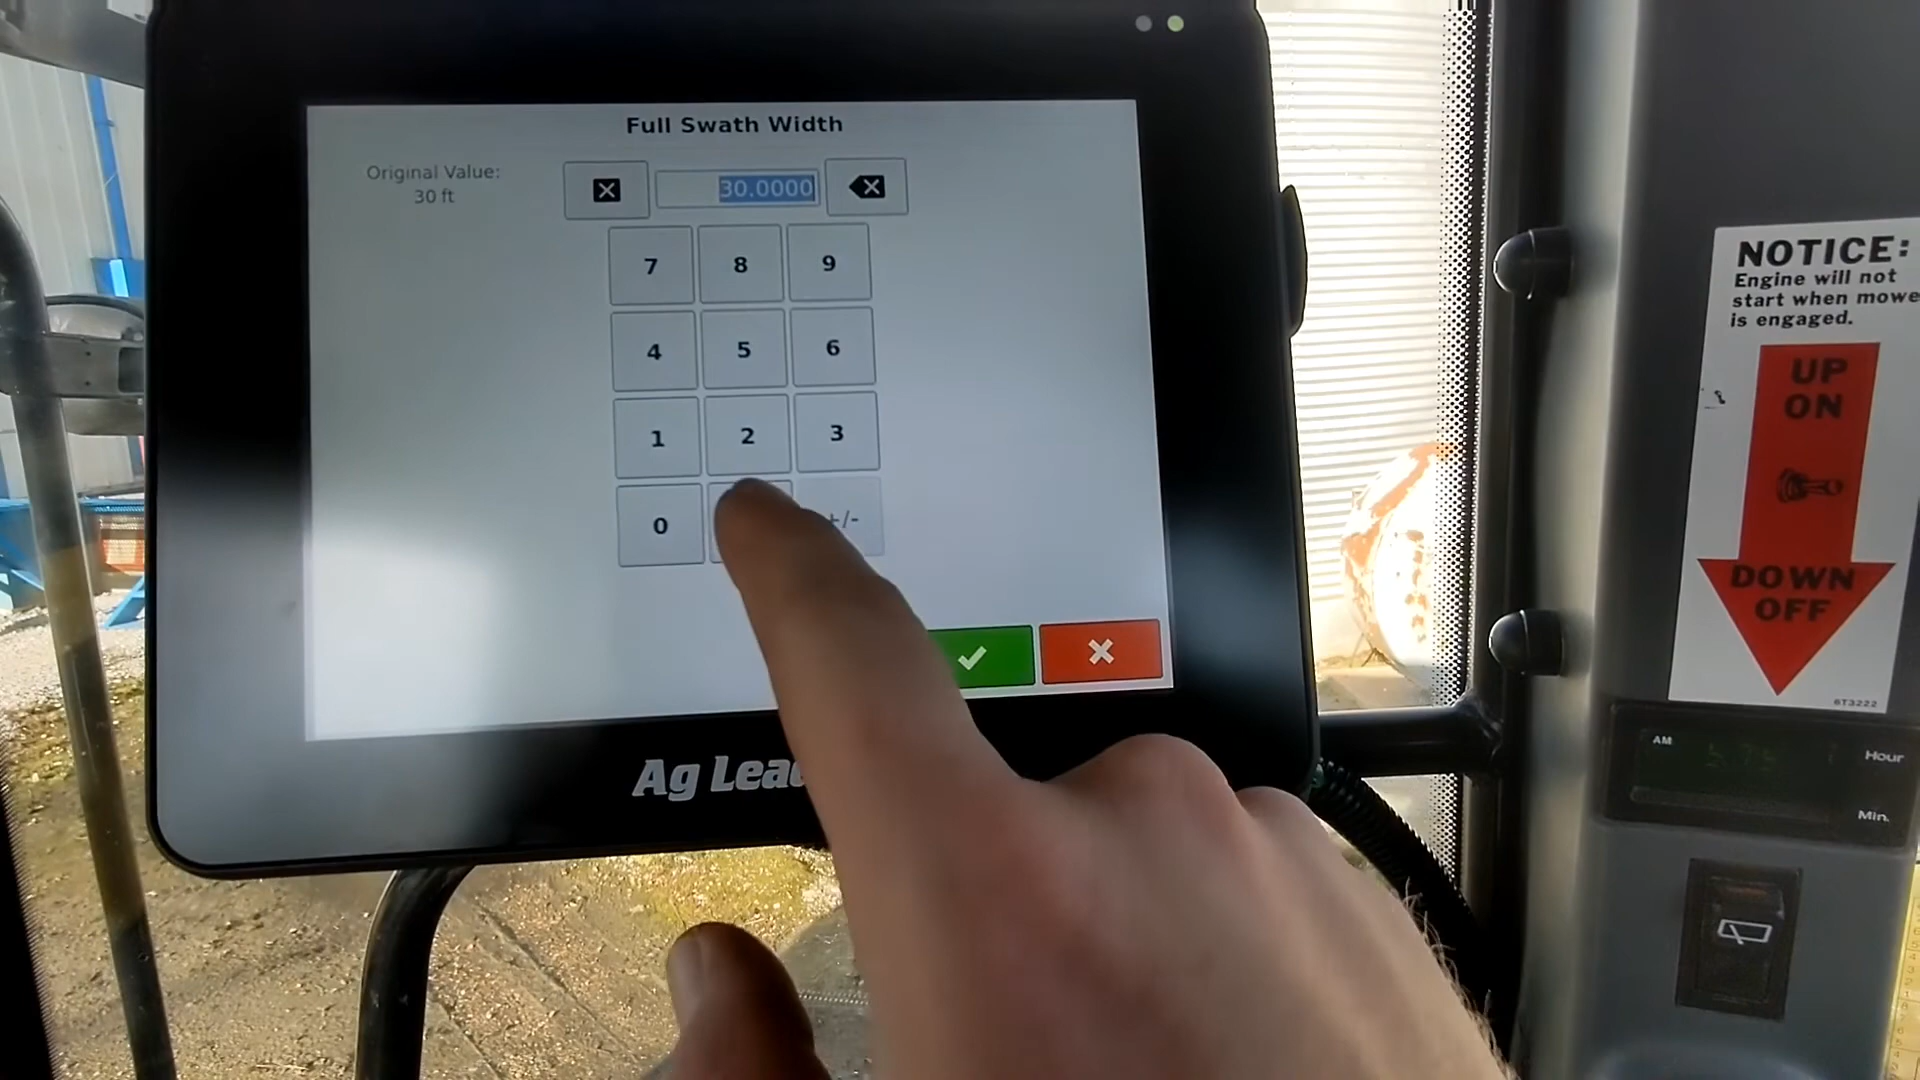 Full Swath Width
Original Value:
30 ft
30.0000
7 8 9
4 5 6
1 2 3
0 +/-
Ag Lea
NOTICE:
Engine will not
start when mowe
is engaged.
UP
ON
DOWN
OFF
6T3222
AM
Hour
Min.